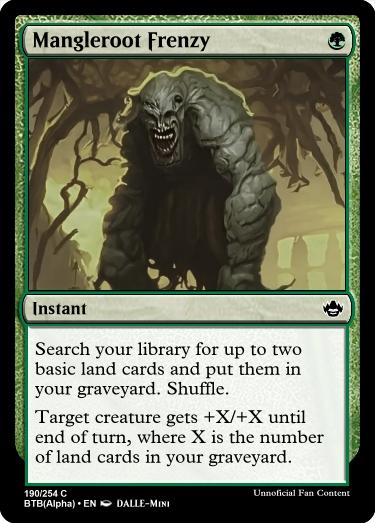 Mangleroot Frenzy
Instant
Search your library for up to two
basic land cards and put them in
your graveyard. Shuffle.
Target creature gets +X/+X until
end of turn, where X is the number
of land cards in your graveyard.
190/254 C
Unofficial Fan Content
BTB(Alpha) • EN DALLE-Mini